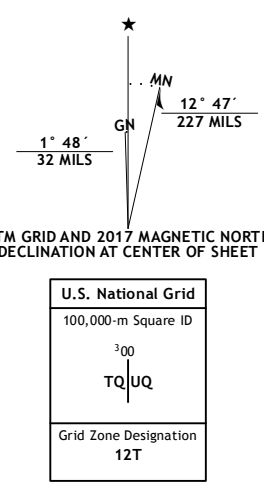 ★
MN
GN
12° 47´
227 MILS
1° 48´
32 MILS
TM GRID AND 2017 MAGNETIC NORTH
DECLINATION AT CENTER OF SHEET
U.S. National Grid
100,000-m Square ID
³00
TQ UQ
Grid Zone Designation
12T